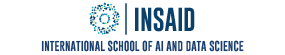 INSAID
INTERNATIONAL SCHOOL OF AI AND DATA SCIENCE